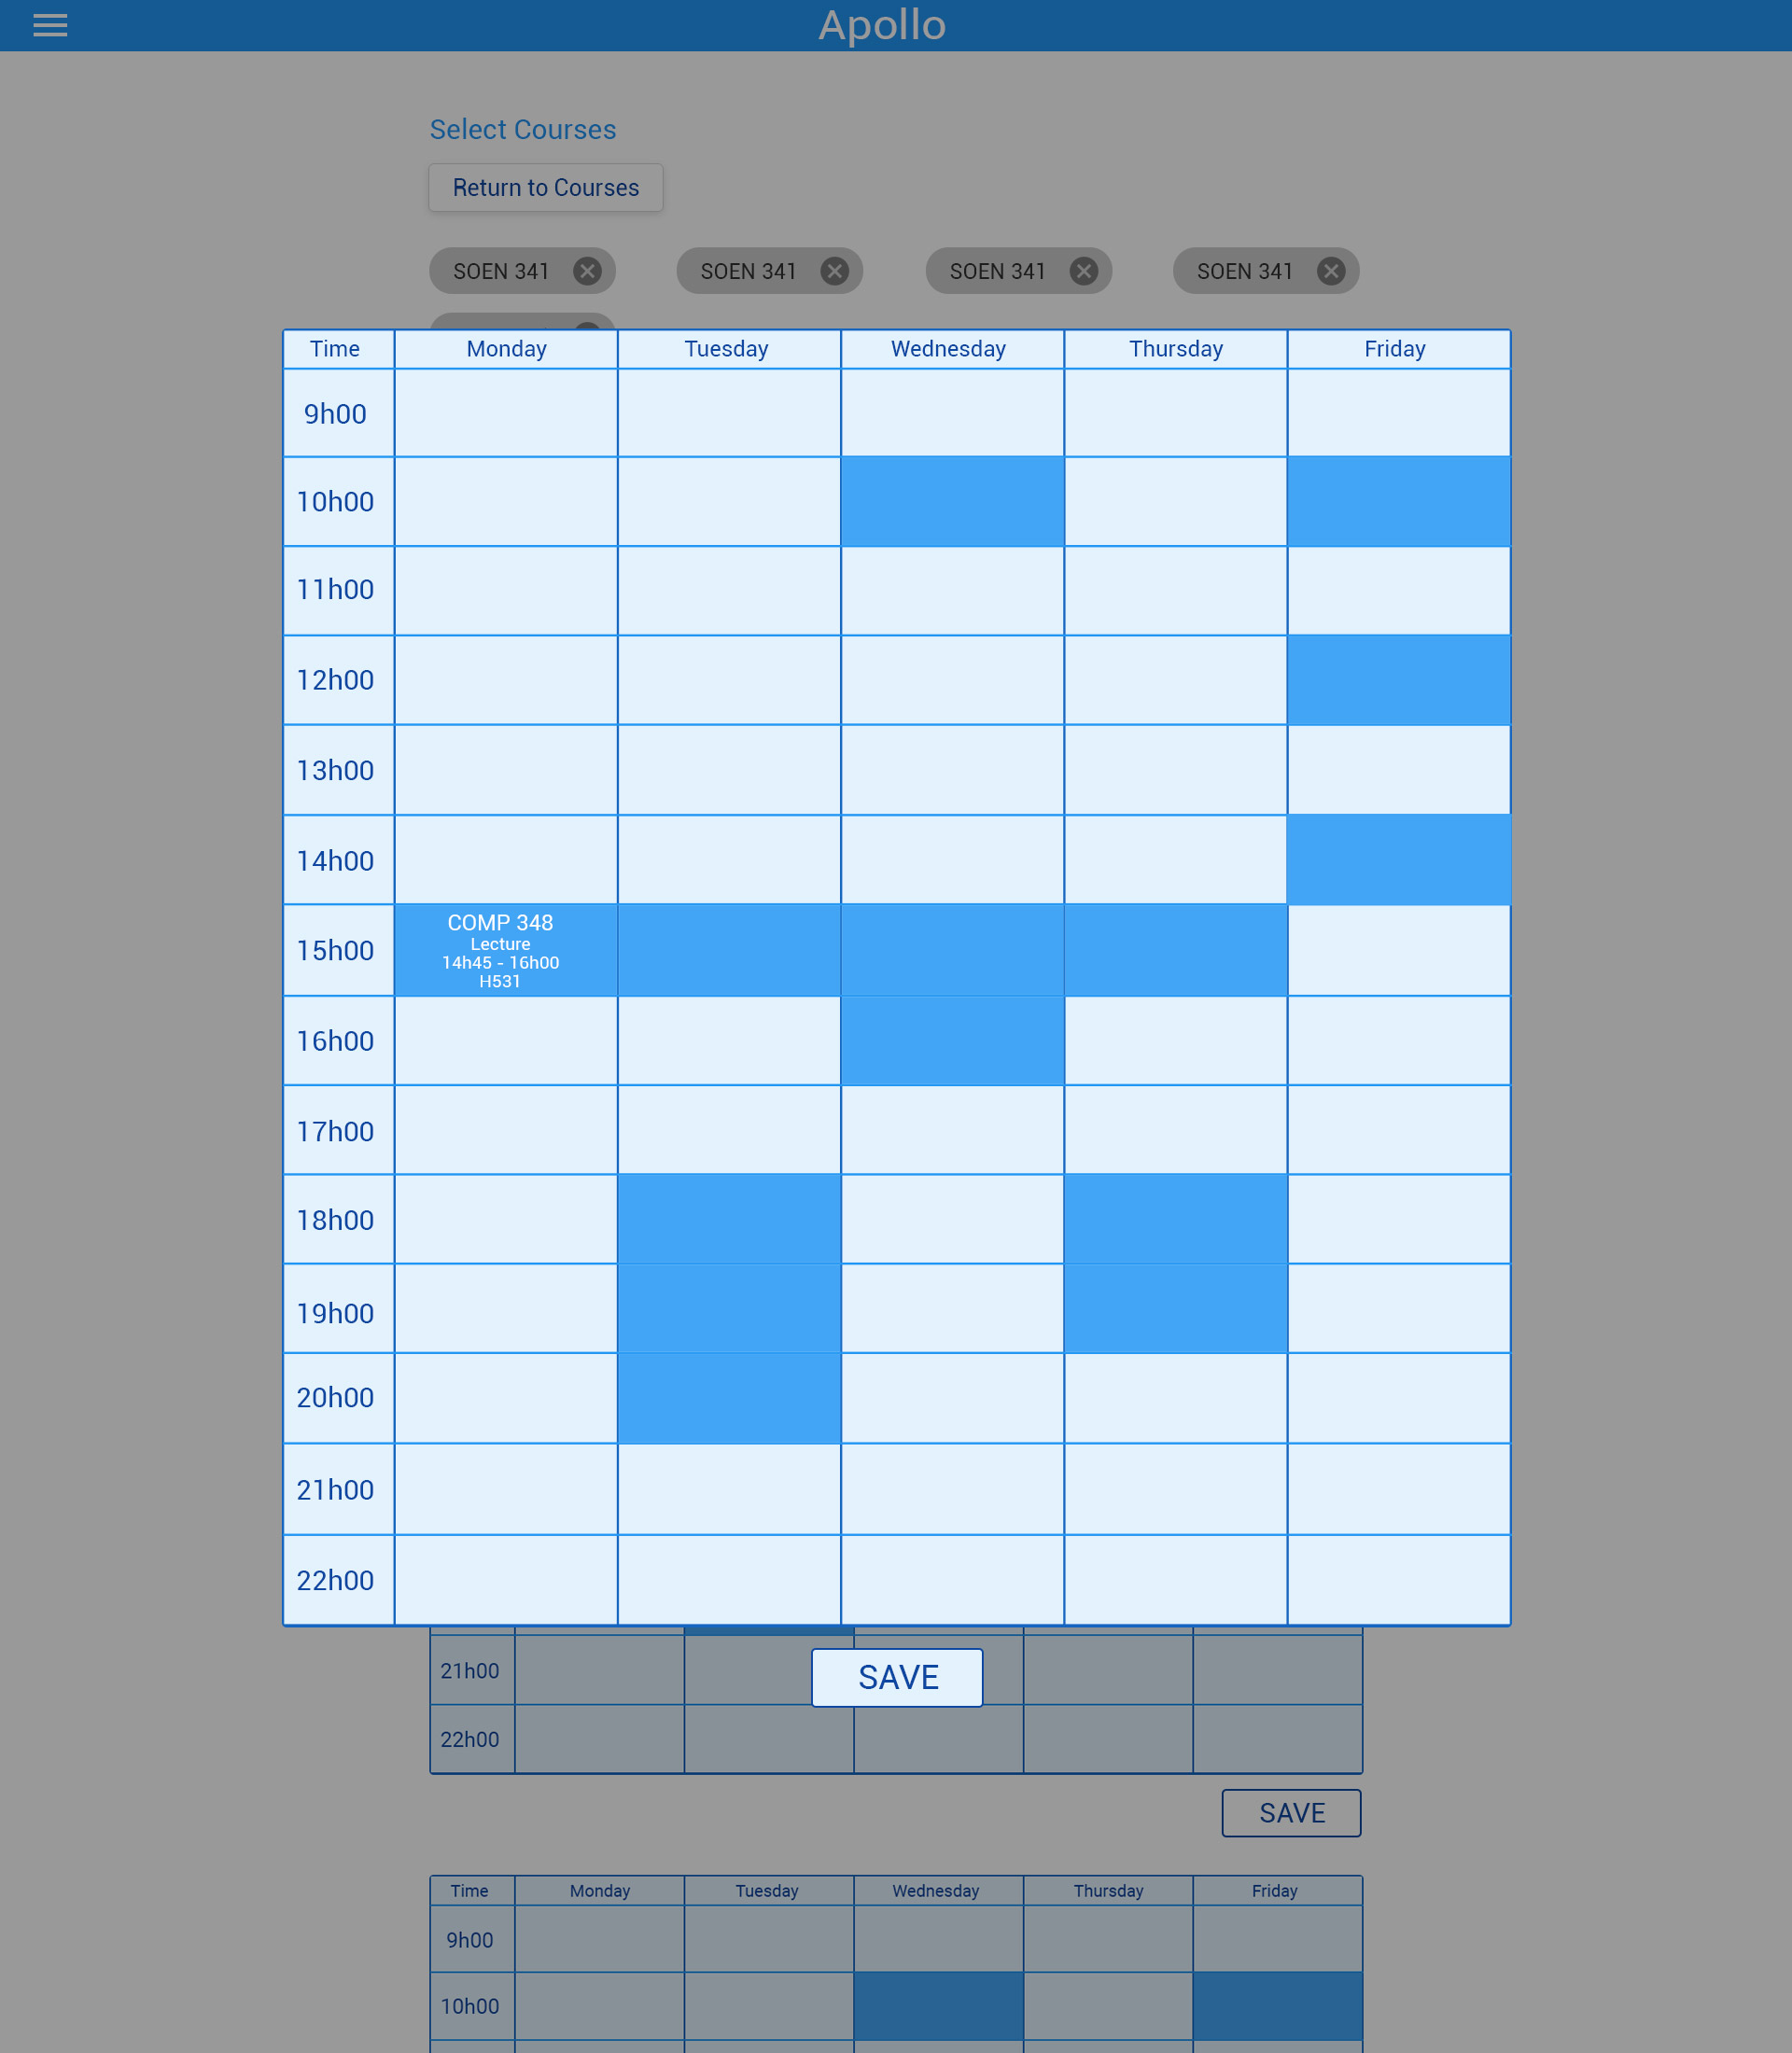 Apollo
Select Courses
Return to Courses
SOEN 341 SOEN 341 SOEN 341 SOEN 341
Time Monday Tuesday Wednesday Thursday Friday
9h00
10h00
11h00
12h00
13h00
14h00
15h00
COMP 348
Lecture
14h45 - 16h00
H531
16h00
17h00
18h00
19h00
20h00
21h00
22h00
21h00
SAVE
22h00
SAVE
Time Monday Tuesday Wednesday Thursday Friday
9h00
10h00